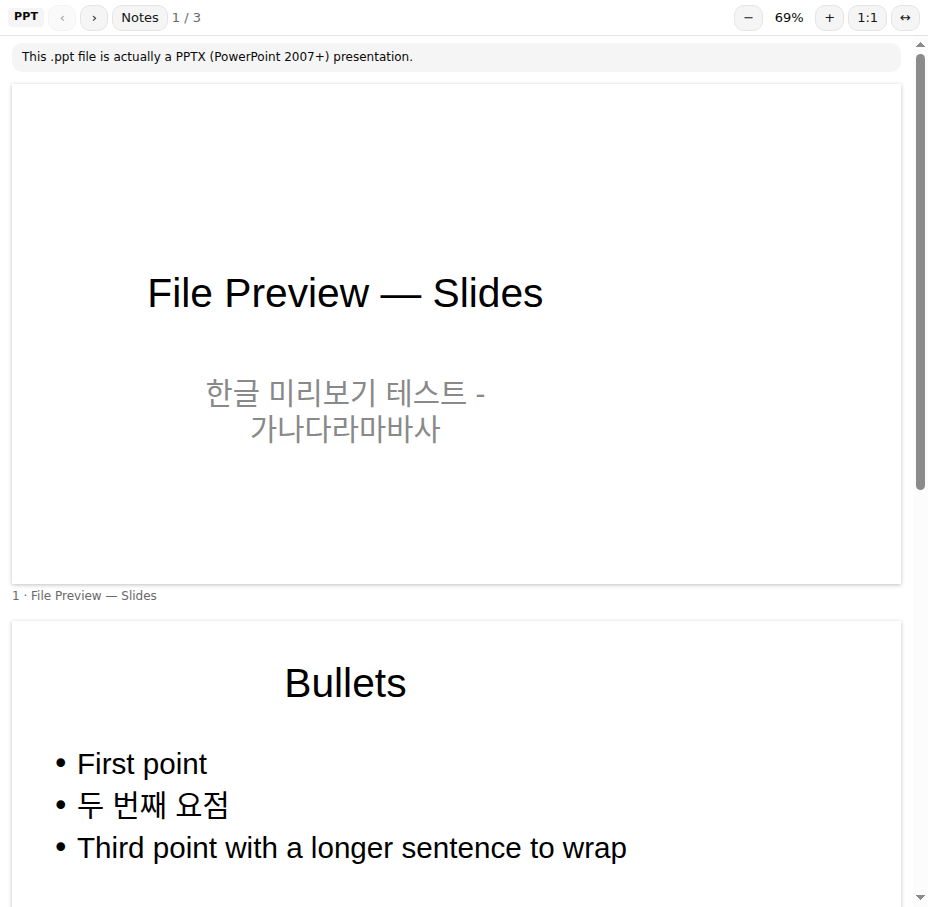 PPT ‹ › Notes 1 / 3 − 69% + 1:1 ↔
This .ppt file is actually a PPTX (PowerPoint 2007+) presentation.
File Preview — Slides
한글 미리보기 테스트 -
가나다라마바사
1 · File Preview — Slides
Bullets
• First point
• 두 번째 요점
• Third point with a longer sentence to wrap